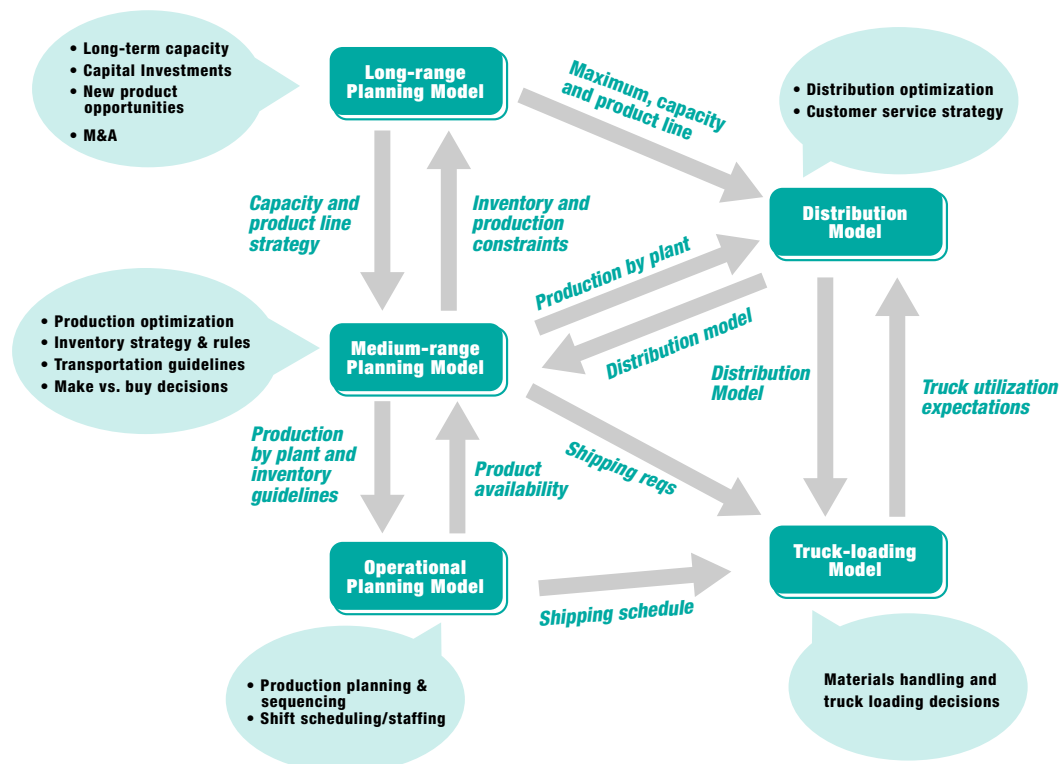 • Long-term capacity
• Capital Investments
• New product
opportunities
• M&A
Long-range
Planning Model
Maximum, capacity
and product line
• Distribution optimization
• Customer service strategy
Capacity and
product line
strategy
Inventory and
production
constraints
Distribution
Model
Production by plant
• Production optimization
• Inventory strategy & rules
• Transportation guidelines
• Make vs. buy decisions
Medium-range
Planning Model
Distribution model
Distribution
Model
Truck utilization
expectations
Production
by plant and
inventory
guidelines
Product
availability
Shipping reqs
Operational
Planning Model
Truck-loading
Model
Shipping schedule
• Production planning &
sequencing
• Shift scheduling/staffing
Materials handling and
truck loading decisions